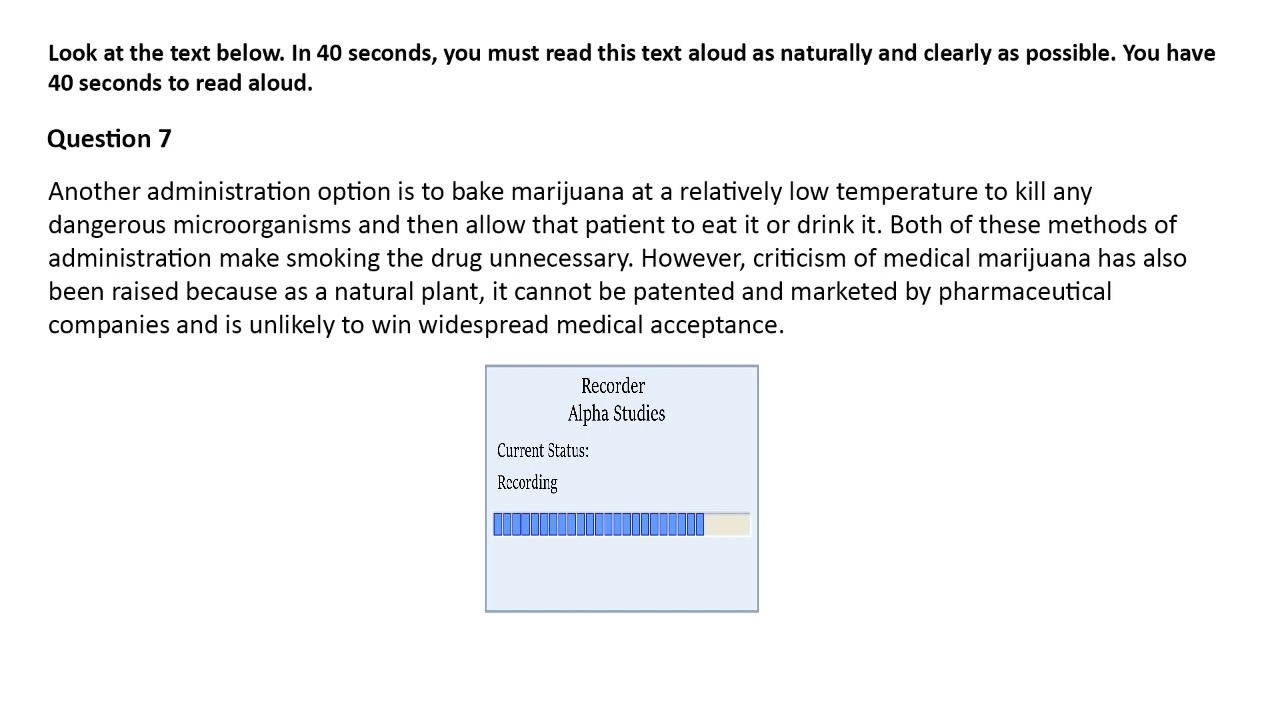 Look at the text below. In 40 seconds, you must read this text aloud as naturally and clearly as possible. You have
40 seconds to read aloud.
Question 7
Another administration option is to bake marijuana at a relatively low temperature to kill any
dangerous microorganisms and then allow that patient to eat it or drink it. Both of these methods of
administration make smoking the drug unnecessary. However, criticism of medical marijuana has also
been raised because as a natural plant, it cannot be patented and marketed by pharmaceutical
companies and is unlikely to win widespread medical acceptance.
Recorder
Alpha Studies
Current Status:
Recording